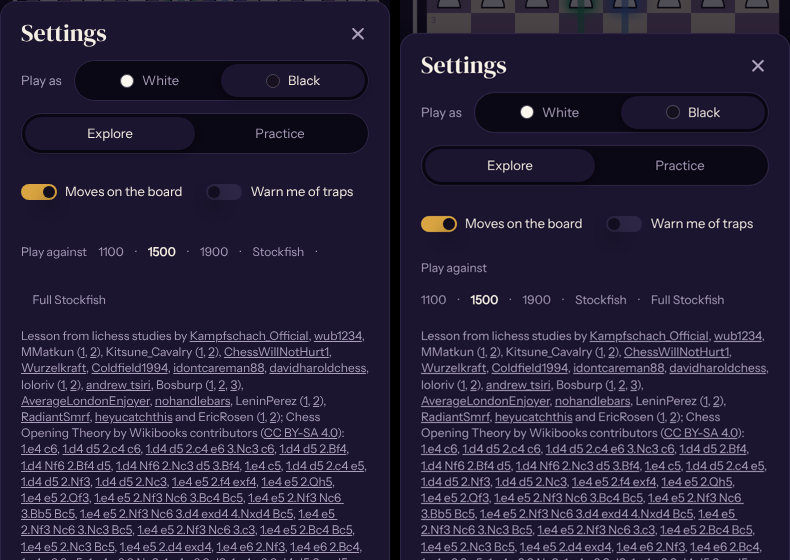 Settings
Play as White Black
Explore Practice
Moves on the board Warn me of traps
Play against 1100 · 1500 · 1900 · Stockfish ·
Full Stockfish
Lesson from lichess studies by Kampfschach_Official, wub1234,
MMatkun (1, 2), Kitsune_Cavalry (1, 2), ChessWillNotHurt1,
Wurzelkraft, Coldfield1994, idontcareman88, davidharoldchess,
loloriv (1, 2), andrew_tsiri, Bosburp (1, 2, 3),
AverageLondonEnjoyer, nohandlebars, LeninPerez (1, 2),
RadiantSmrf, heyucatchthis and EricRosen (1, 2); Chess
Opening Theory by Wikibooks contributors (CC BY-SA 4.0):
1.e4 c6, 1.d4 d5 2.c4 c6, 1.d4 d5 2.c4 e6 3.Nc3 c6, 1.d4 d5 2.Bf4,
1.d4 Nf6 2.Bf4 d5, 1.d4 Nf6 2.Nc3 d5 3.Bf4, 1.e4 c5, 1.d4 d5 2.c4 e5,
1.d4 d5 2.Nf3, 1.d4 d5 2.Nc3, 1.e4 e5 2.f4 exf4, 1.e4 e5 2.Qh5,
1.e4 e5 2.Qf3, 1.e4 e5 2.Nf3 Nc6 3.Bc4 Bc5, 1.e4 e5 2.Nf3 Nc6
3.Bb5 Bc5, 1.e4 e5 2.Nf3 Nc6 3.d4 exd4 4.Nxd4 Bc5, 1.e4 e5
2.Nf3 Nc6 3.Nc3 Bc5, 1.e4 e5 2.Nf3 Nc6 3.c3, 1.e4 e5 2.Bc4 Bc5,
1.e4 e5 2.Nc3 Bc5, 1.e4 e5 2.d4 exd4, 1.e4 e6 2.Nf3, 1.e4 e6 2.Bc4,
3
Settings
Play as White Black
Explore Practice
Moves on the board Warn me of traps
Play against
1100 · 1500 · 1900 · Stockfish · Full Stockfish
Lesson from lichess studies by Kampfschach_Official, wub1234,
MMatkun (1, 2), Kitsune_Cavalry (1, 2), ChessWillNotHurt1,
Wurzelkraft, Coldfield1994, idontcareman88, davidharoldchess,
loloriv (1, 2), andrew_tsiri, Bosburp (1, 2, 3),
AverageLondonEnjoyer, nohandlebars, LeninPerez (1, 2),
RadiantSmrf, heyucatchthis and EricRosen (1, 2); Chess
Opening Theory by Wikibooks contributors (CC BY-SA 4.0):
1.e4 c6, 1.d4 d5 2.c4 c6, 1.d4 d5 2.c4 e6 3.Nc3 c6, 1.d4 d5 2.Bf4,
1.d4 Nf6 2.Bf4 d5, 1.d4 Nf6 2.Nc3 d5 3.Bf4, 1.e4 c5, 1.d4 d5 2.c4 e5,
1.d4 d5 2.Nf3, 1.d4 d5 2.Nc3, 1.e4 e5 2.f4 exf4, 1.e4 e5 2.Qh5,
1.e4 e5 2.Qf3, 1.e4 e5 2.Nf3 Nc6 3.Bc4 Bc5, 1.e4 e5 2.Nf3 Nc6
3.Bb5 Bc5, 1.e4 e5 2.Nf3 Nc6 3.d4 exd4 4.Nxd4 Bc5, 1.e4 e5
2.Nf3 Nc6 3.Nc3 Bc5, 1.e4 e5 2.Nf3 Nc6 3.c3, 1.e4 e5 2.Bc4 Bc5,
1.e4 e5 2.Nc3 Bc5, 1.e4 e5 2.d4 exd4, 1.e4 e6 2.Nf3, 1.e4 e6 2.Bc4,